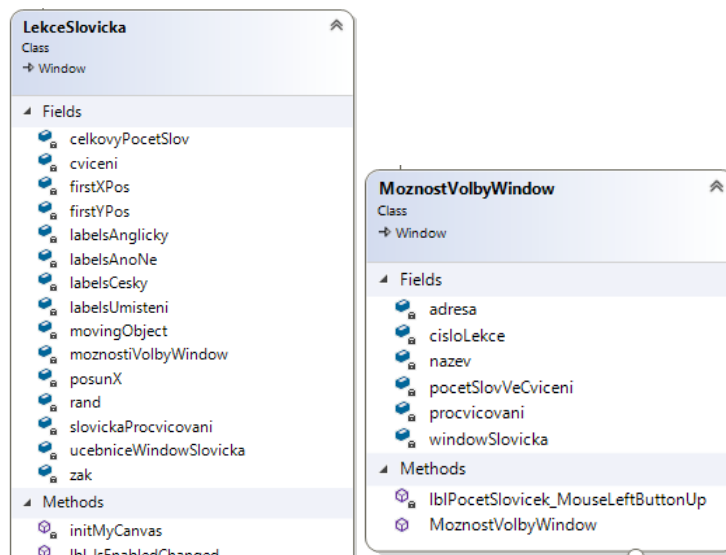 LekceSlovicka
Class
Window
Fields
celkovyPocetSlov
cviceni
firstXPos
firstYPos
labelsAnglicky
labelsAnoNe
labelsCesky
labelsUmisteni
movingObject
moznostiVolbyWindow
posunX
rand
slovickaProcvicovani
ucebniceWindowSlovicka
zak
Methods
initMyCanvas
lbl_IsEnabledChanged
MoznostVolbyWindow
Class
Window
Fields
adresa
cisloLekce
nazev
pocetSlovVeCviceni
procvicovani
windowSlovicka
Methods
lblPocetSlovicek_MouseLeftButtonUp
MoznostVolbyWindow